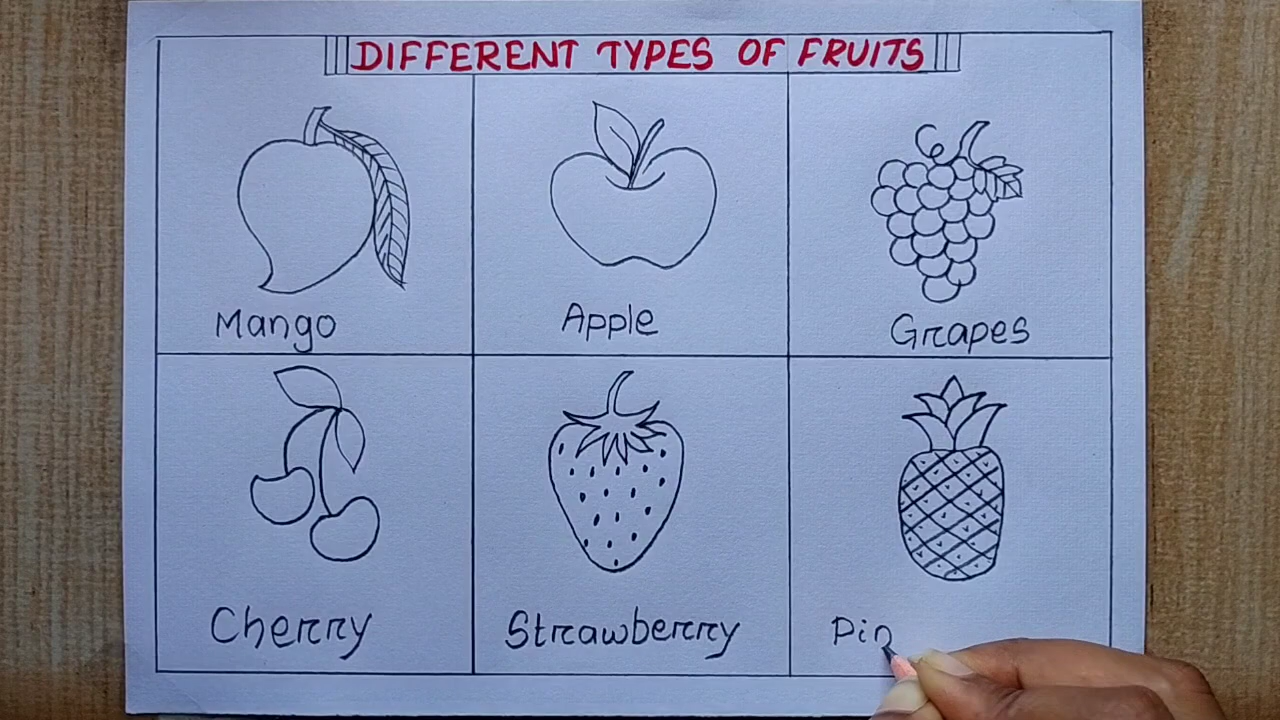 DIFFERENT TYPES OF FRUITS
Mango
Apple
Grapes
Cherry
Strawberry
Pin